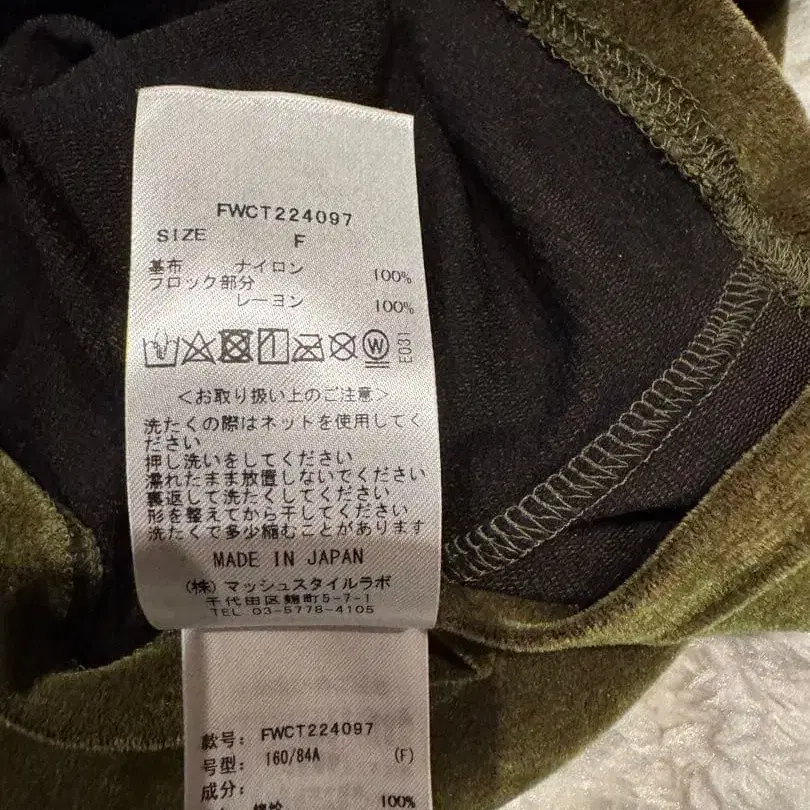 FWCT224097
SIZE F
基布 ナイロン 100%
フロック部分
レーヨン 100%
W E031
<お取り扱い上のご注意>
洗たくの際はネットを使用してく
ださい
押し洗いをしてください
濡れたまま放置しないでください
裏返して洗たくしてください
形を整えてから干してください
洗たくで多少縮むことがあります
MADE IN JAPAN
(株)マッシュスタイルラボ
千代田区麹町5-7-1
TEL 03-5778-4105
款号: FWCT224097
号型: 160/84A (F)
成分:
100%